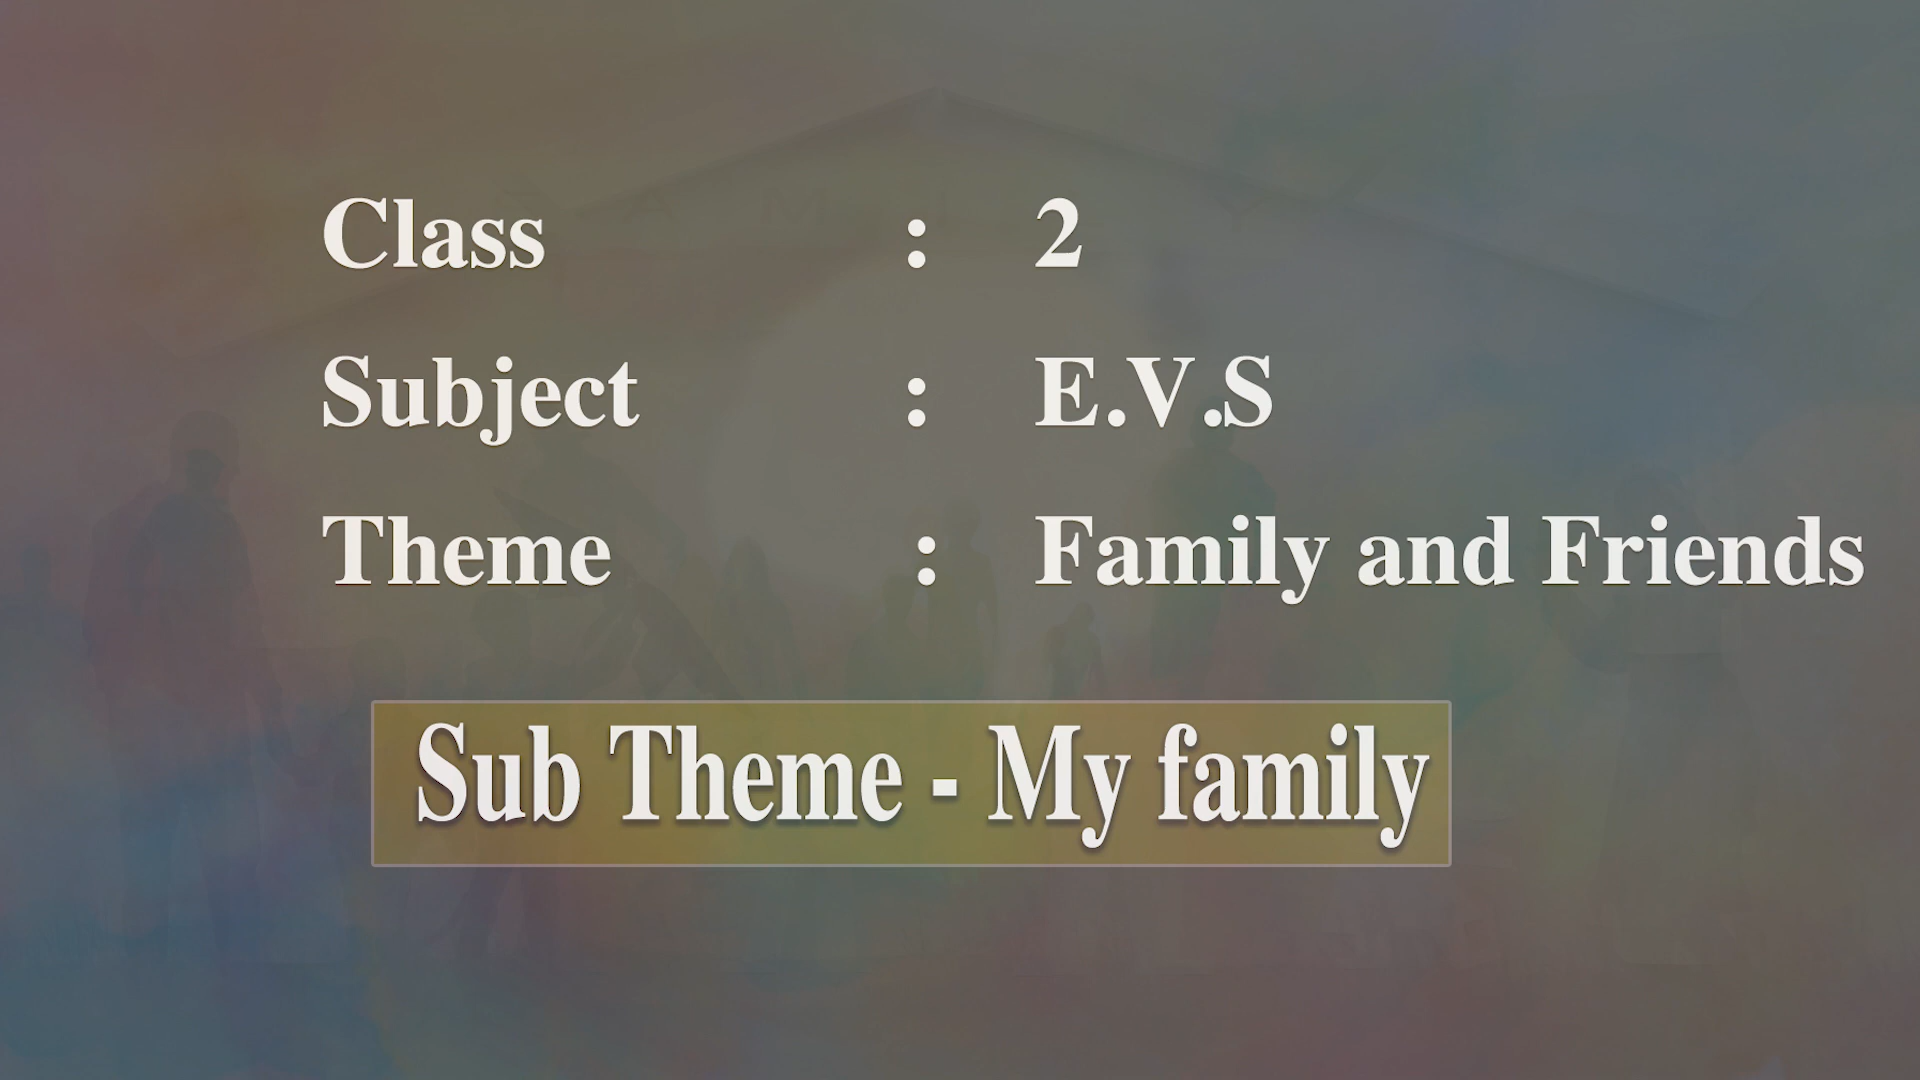 Class : 2
Subject : E.V.S
Theme : Family and Friends
Sub Theme - My family